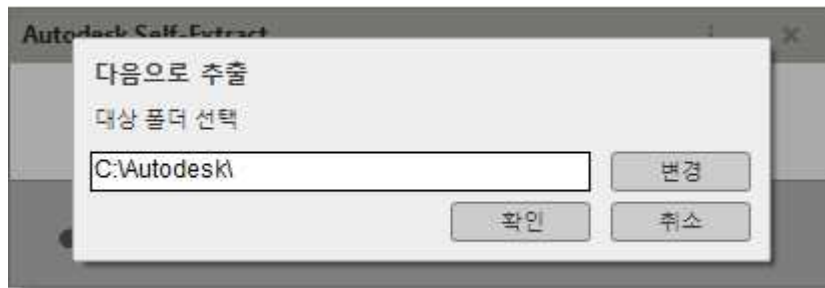 Autodesk Self-Extract
다음으로 추출
대상 폴더 선택
C:\Autodesk\
변경
확인
취소